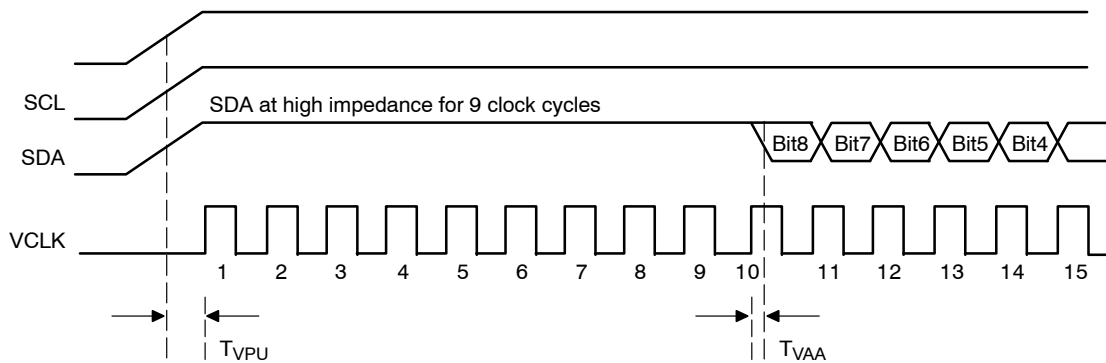 SCL
SDA at high impedance for 9 clock cycles
SDA
Bit8 Bit7 Bit6 Bit5 Bit4
VCLK
1 2 3 4 5 6 7 8 9 10 11 12 13 14 15
TVPU TVAA